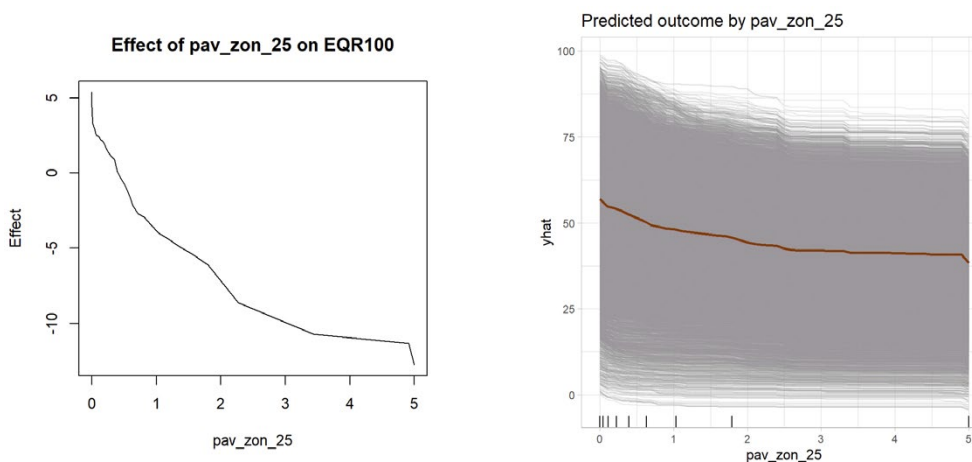 Effect of pav_zon_25 on EQR100
Effect
5
0
-5
-10
0 1 2 3 4 5
pav_zon_25
Predicted outcome by pav_zon_25
yhat
100
75
50
25
0
0 1 2 3 4 5
pav_zon_25